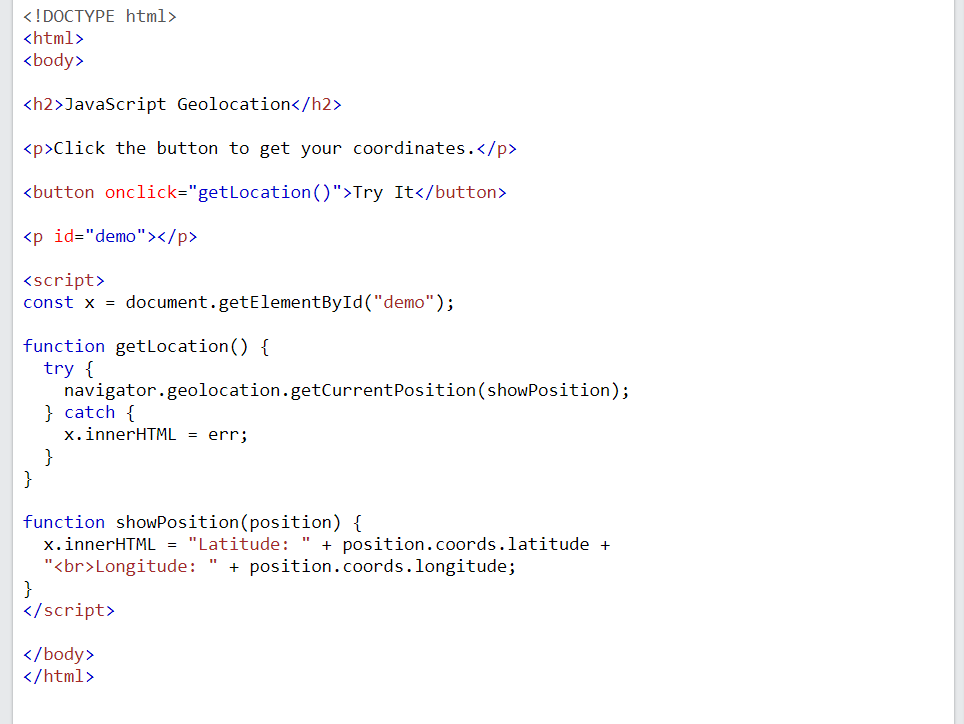 <!DOCTYPE html>
<html>
<body>
<h2>JavaScript Geolocation</h2>
<p>Click the button to get your coordinates.</p>
<button onclick="getLocation()">Try It</button>
<p id="demo"></p>
<script>
const x = document.getElementById("demo");
function getLocation() {
  try {
    navigator.geolocation.getCurrentPosition(showPosition);
  } catch {
    x.innerHTML = err;
  }
}
function showPosition(position) {
  x.innerHTML = "Latitude: " + position.coords.latitude +
  "<br>Longitude: " + position.coords.longitude;
}
</script>
</body>
</html>